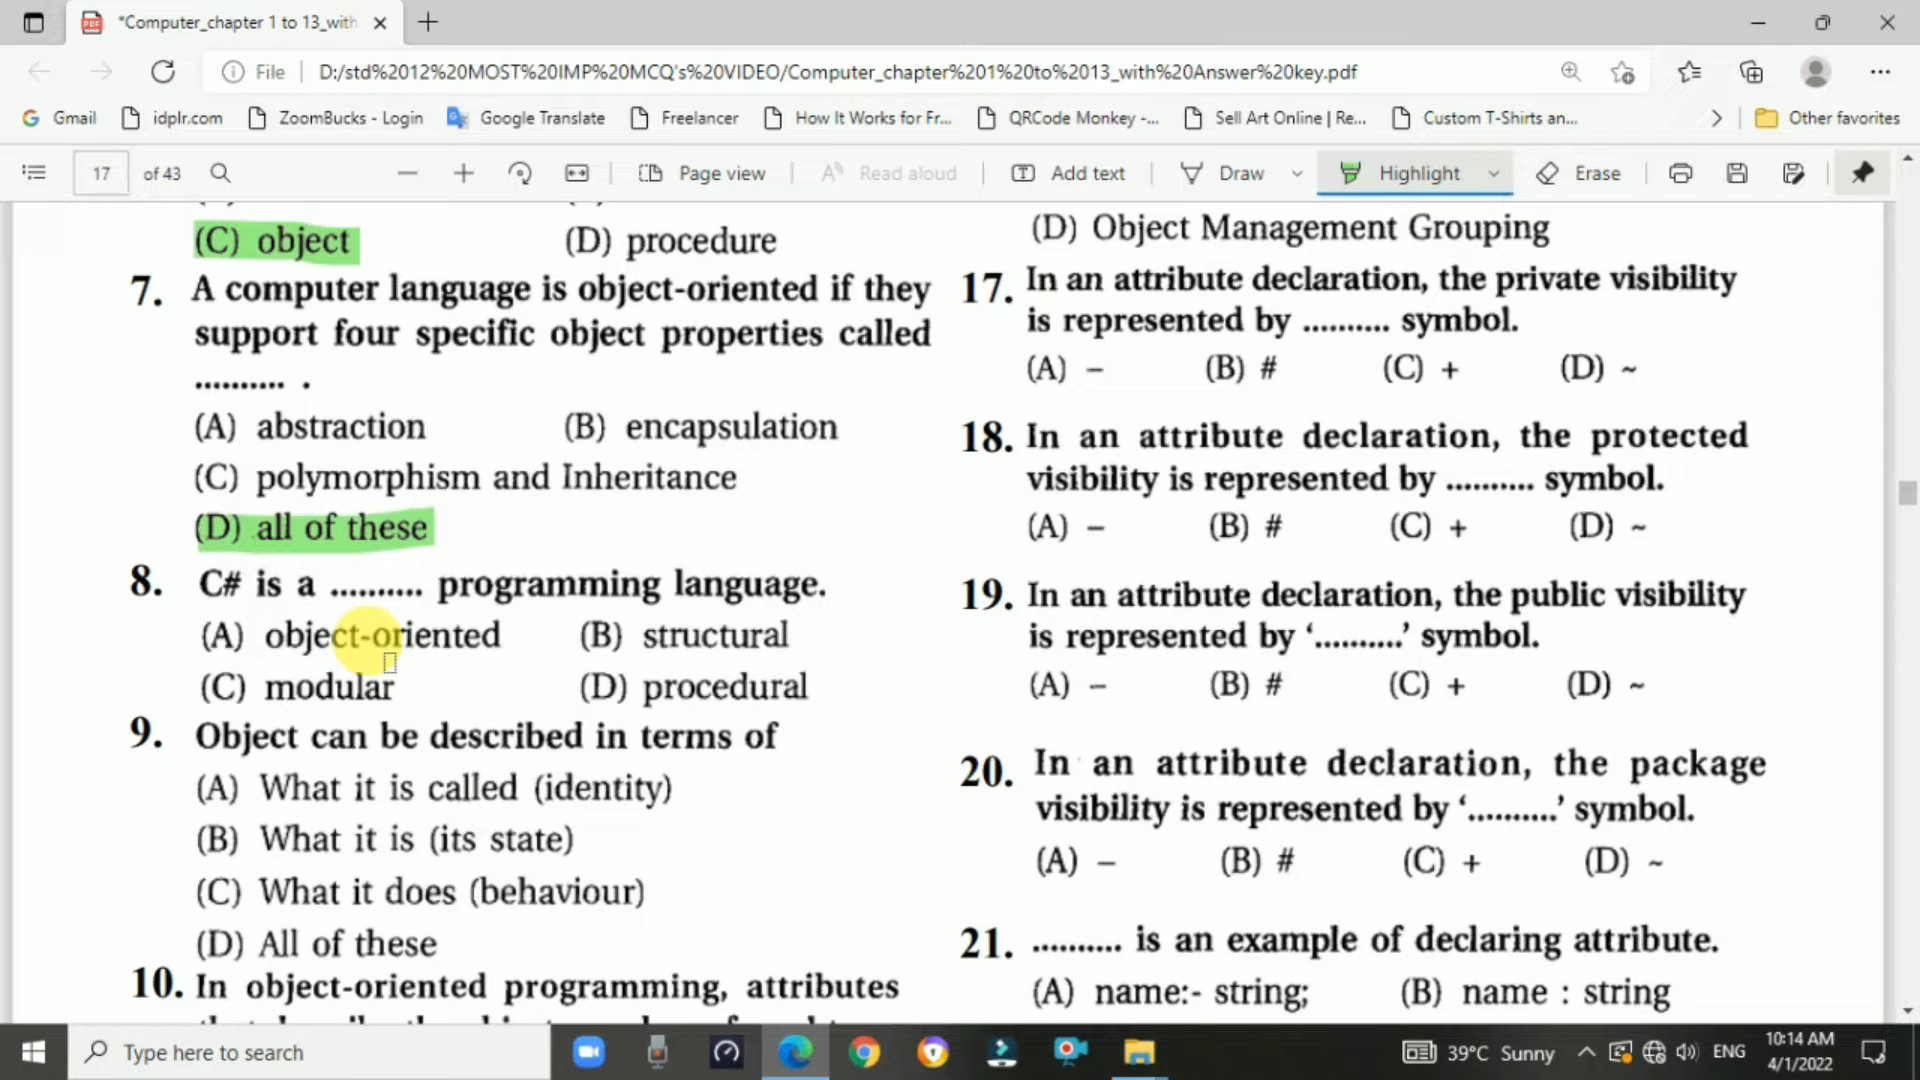 *Computer_chapter 1 to 13_with
File
D:/std%2012%20MOST%20IMP%20MCQ's%20VIDEO/Computer_chapter%201%20to%2013_with%20Answer%20key.pdf
Gmail idplr.com ZoomBucks - Login Google Translate Freelancer How It Works for Fr... QRCode Monkey -... Sell Art Online | Re... Custom T-Shirts an... Other favorites
17 of 43 Page view Read aloud Add text Draw Highlight Erase
(C) object (D) procedure
7. A computer language is object-oriented if they
support four specific object properties called
.......... .
(A) abstraction (B) encapsulation
(C) polymorphism and Inheritance
(D) all of these
8. C# is a .......... programming language.
(A) object-oriented (B) structural
(C) modular (D) procedural
9. Object can be described in terms of
(A) What it is called (identity)
(B) What it is (its state)
(C) What it does (behaviour)
(D) All of these
10. In object-oriented programming, attributes
(D) Object Management Grouping
17. In an attribute declaration, the private visibility
is represented by .......... symbol.
(A) – (B) # (C) + (D) ~
18. In an attribute declaration, the protected
visibility is represented by .......... symbol.
(A) – (B) # (C) + (D) ~
19. In an attribute declaration, the public visibility
is represented by ‘..........’ symbol.
(A) – (B) # (C) + (D) ~
20. In an attribute declaration, the package
visibility is represented by ‘..........’ symbol.
(A) – (B) # (C) + (D) ~
21. .......... is an example of declaring attribute.
(A) name:- string; (B) name : string
Type here to search
39°C Sunny
ENG
10:14 AM
4/1/2022